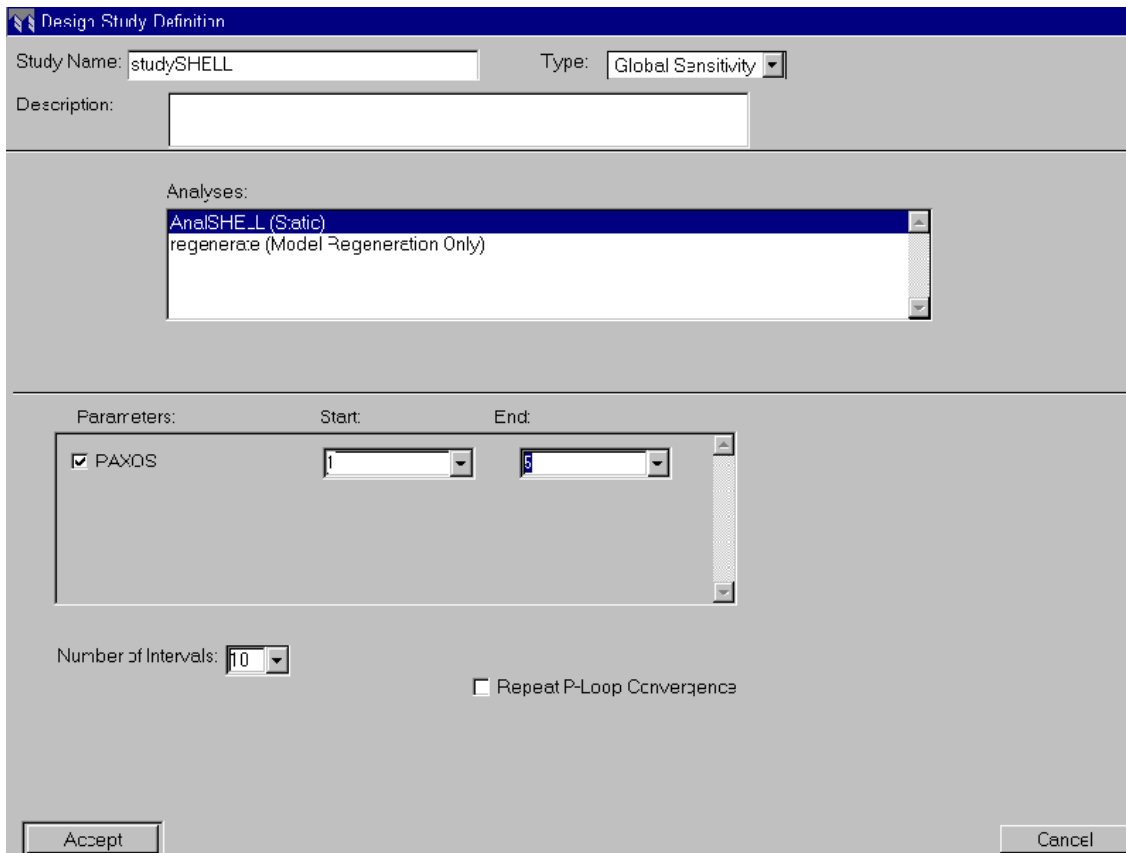 Design Study Definition
Study Name: studySHELL Type: Global Sensitivity
Description:
Analyses:
AnalSHELL (Static)
regenerate (Model Regeneration Only)
Parameters: Start: End:
PAXOS 1 5
Number of Intervals: 10
Repeat P-Loop Convergence
Accept Cancel